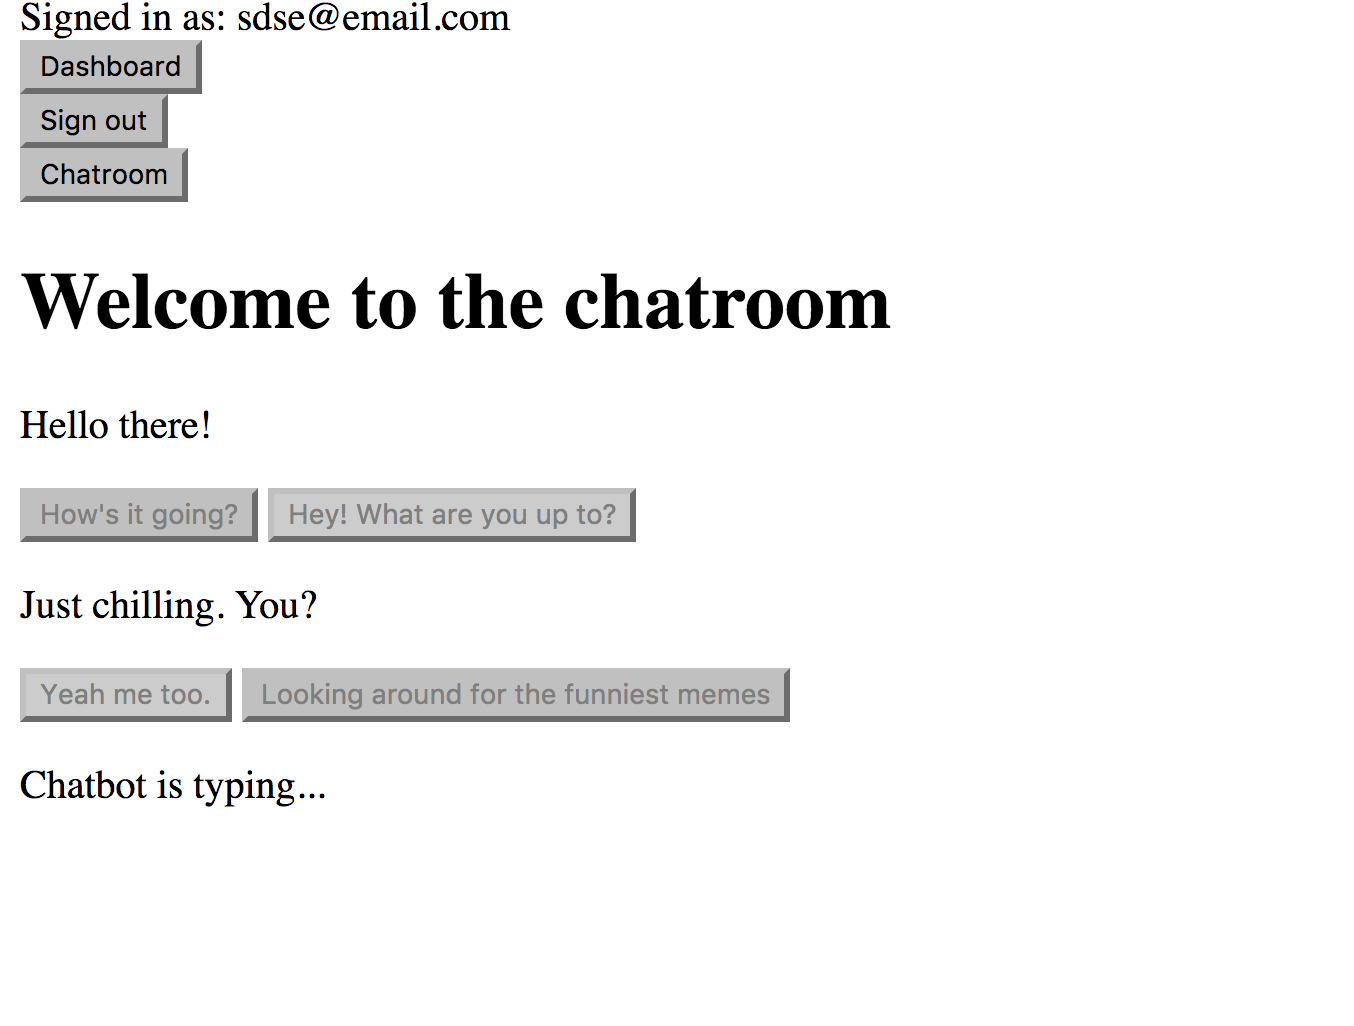 Signed in as: sdse@email.com
Dashboard
Sign out
Chatroom
Welcome to the chatroom
Hello there!
How's it going? Hey! What are you up to?
Just chilling. You?
Yeah me too. Looking around for the funniest memes
Chatbot is typing...